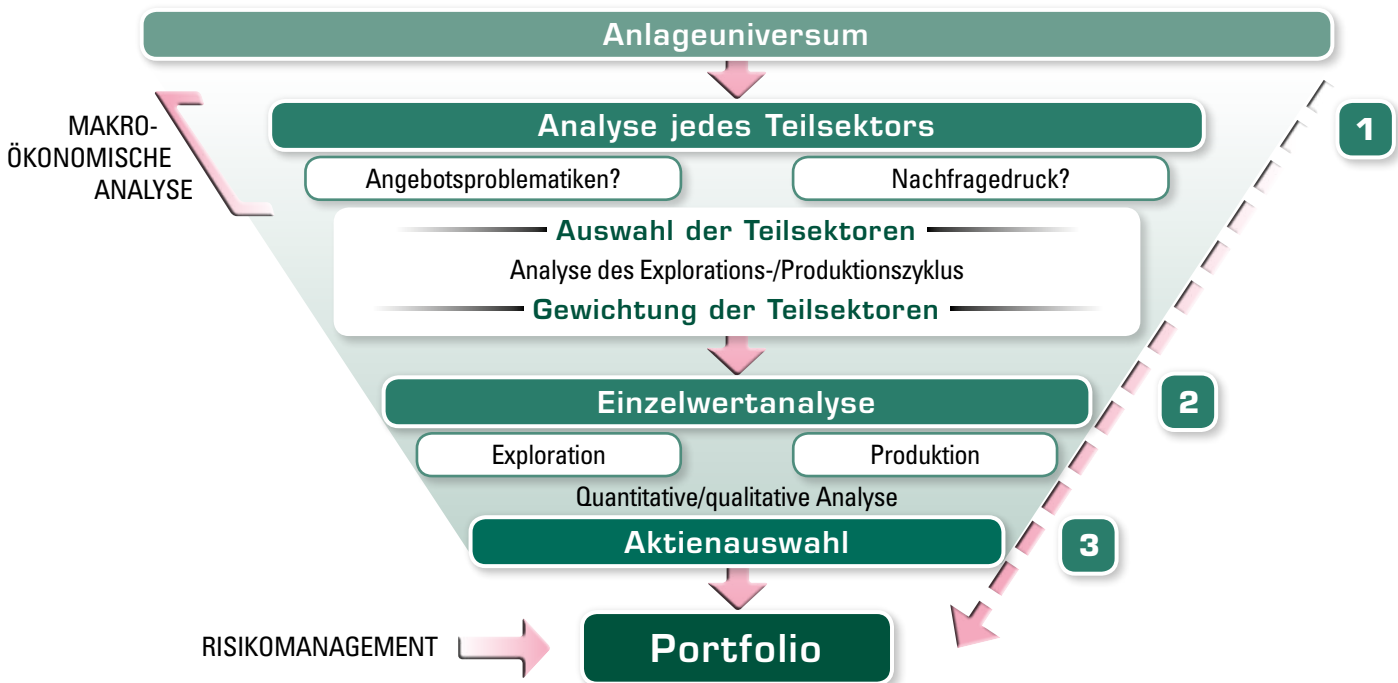 Anlageuniversum
MAKRO-
ÖKONOMISCHE
ANALYSE
Analyse jedes Teilsektors
1
Angebotsproblematiken?
Nachfragedruck?
Auswahl der Teilsektoren
Analyse des Explorations-/Produktionszyklus
Gewichtung der Teilsektoren
Einzelwertanalyse
2
Exploration
Produktion
Quantitative/qualitative Analyse
Aktienauswahl
3
RISIKOMANAGEMENT
Portfolio